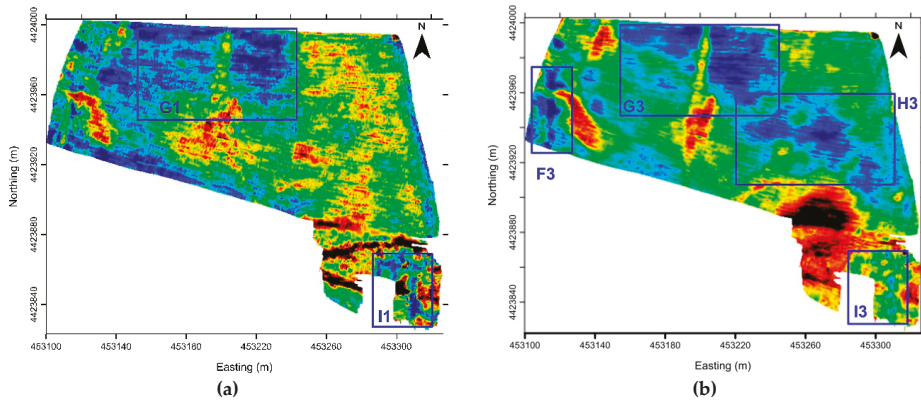 N
4424000
4423960
4423920
4423880
4423840
Northing (m)
G1
I1
453100
453140
453180
453220
453260
453300
Easting (m)
(a)
N
4424000
4423960
4423920
4423880
4423840
Northing (m)
G3
H3
F3
I3
453100
453140
453180
453220
453260
453300
Easting (m)
(b)